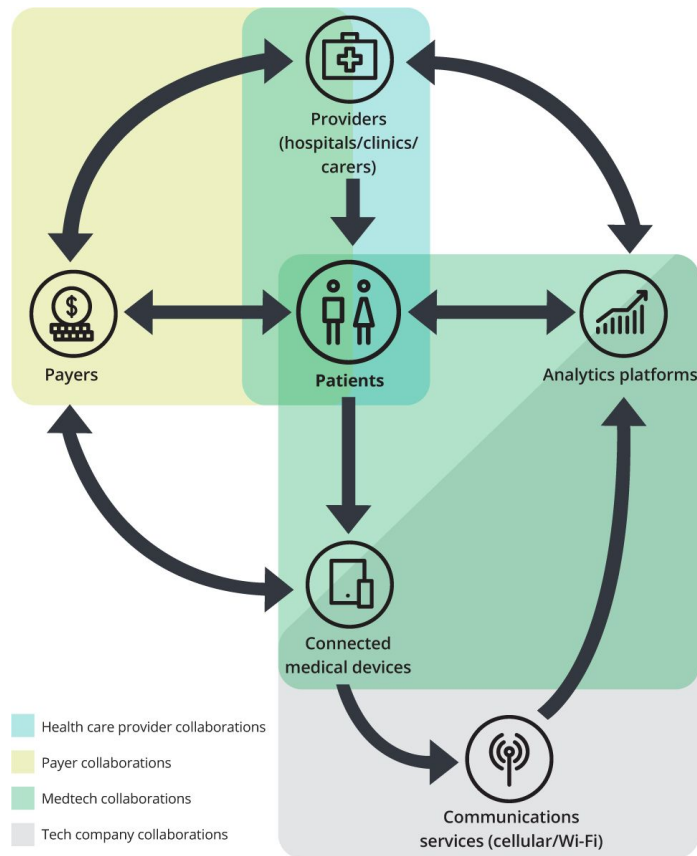 Providers
(hospitals/clinics/
carers)
$
Payers
Patients
Analytics platforms
Connected
medical devices
Health care provider collaborations
Payer collaborations
Medtech collaborations
Tech company collaborations
Communications
services (cellular/Wi-Fi)